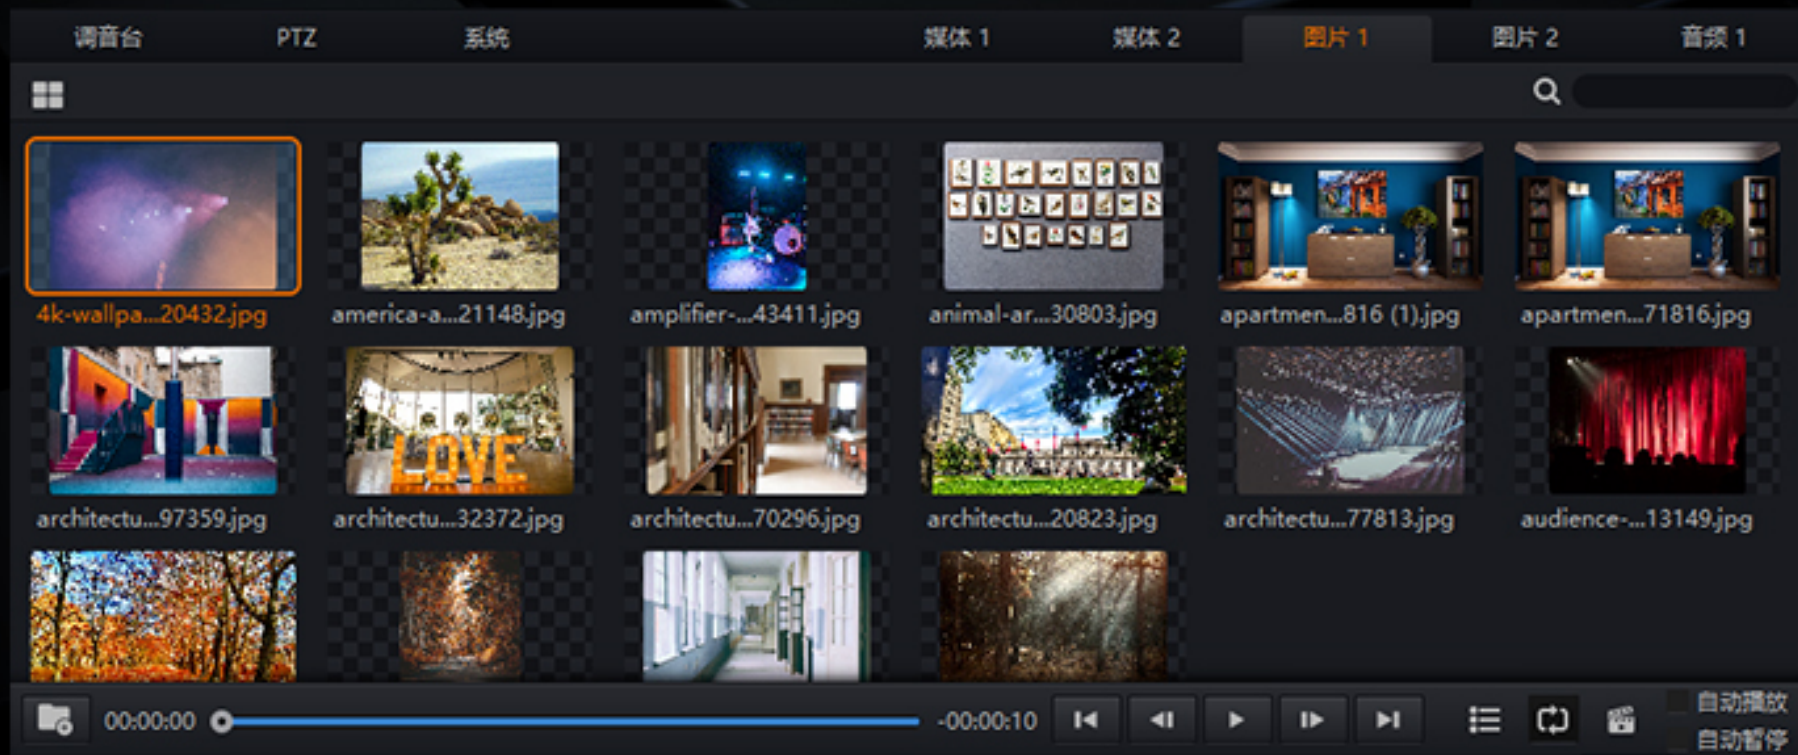 调音台 PTZ 系统 媒体 1 媒体 2 图片 1 图片 2 音频 1
4k-wallpa...20432.jpg america-a...21148.jpg amplifier-...43411.jpg animal-ar...30803.jpg apartmen...816 (1).jpg apartmen...71816.jpg
LOVE
architectu...97359.jpg architectu...32372.jpg architectu...70296.jpg architectu...20823.jpg architectu...77813.jpg audience-...13149.jpg
00:00:00 -00:00:10 自动播放
自动暂停